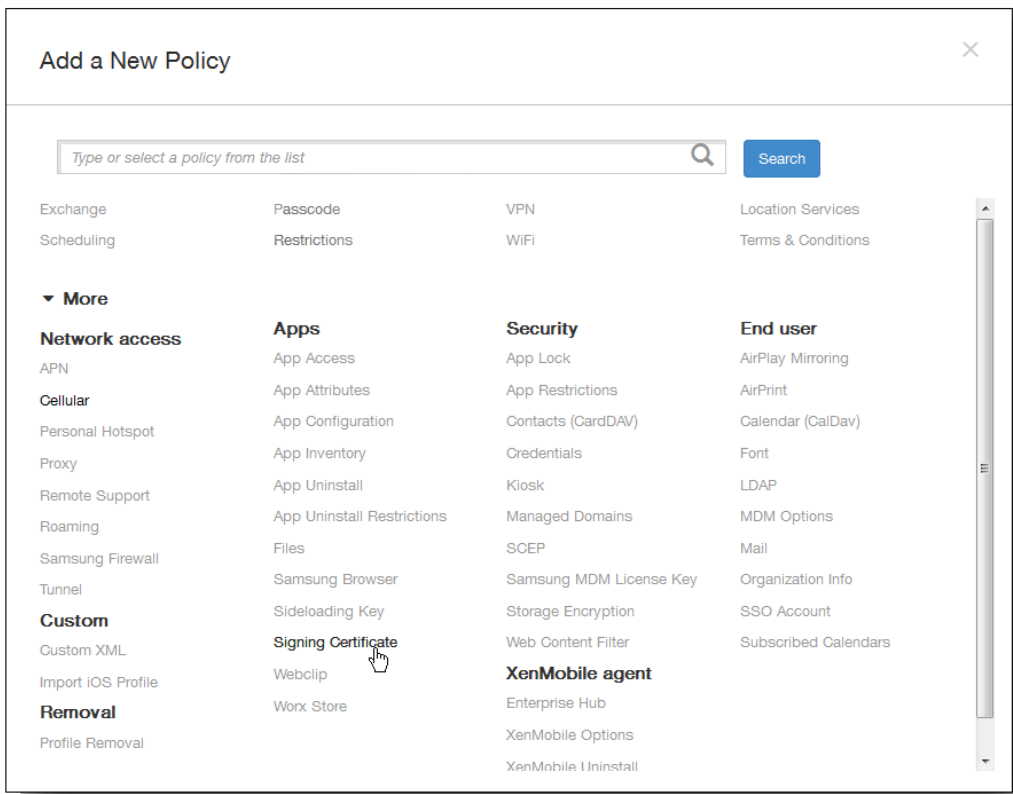 Add a New Policy
Type or select a policy from the list
Search
Exchange
Passcode
VPN
Location Services
Scheduling
Restrictions
WiFi
Terms & Conditions
More
Network access
APN
Cellular
Personal Hotspot
Proxy
Remote Support
Roaming
Samsung Firewall
Tunnel
Custom
Custom XML
Import iOS Profile
Removal
Profile Removal
Apps
App Access
App Attributes
App Configuration
App Inventory
App Uninstall
App Uninstall Restrictions
Files
Samsung Browser
Sideloading Key
Signing Certificate
Webclip
Worx Store
Security
App Lock
App Restrictions
Contacts (CardDAV)
Credentials
Kiosk
Managed Domains
SCEP
Samsung MDM License Key
Storage Encryption
Web Content Filter
XenMobile agent
Enterprise Hub
XenMobile Options
XenMobile Uninstall
End user
AirPlay Mirroring
AirPrint
Calendar (CalDav)
Font
LDAP
MDM Options
Mail
Organization Info
SSO Account
Subscribed Calendars